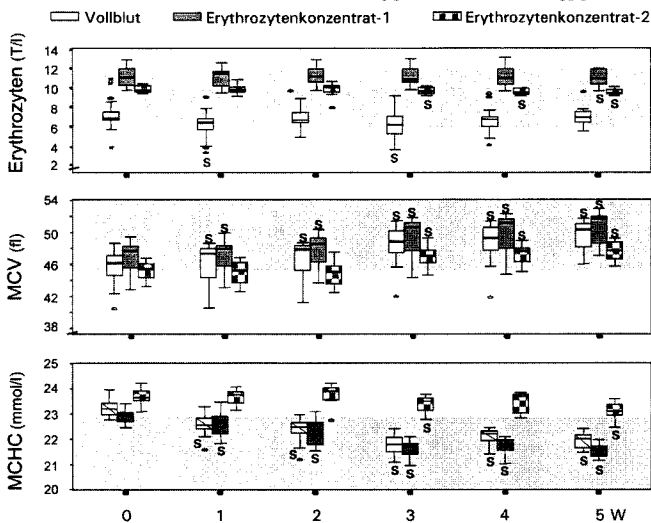 Vollblut Erythrozytenkonzentrat-1 Erythrozytenkonzentrat-2
Erythrozyten (T/l)
14
12
10
8
6
4
2
S S S S
S
MCV (fl)
54
50
46
42
38
S S S S S S S S S S S S S
MCHC (mmol/l)
25
24
23
22
21
20
S S S S S S S S S S S S S
0 1 2 3 4 5 W